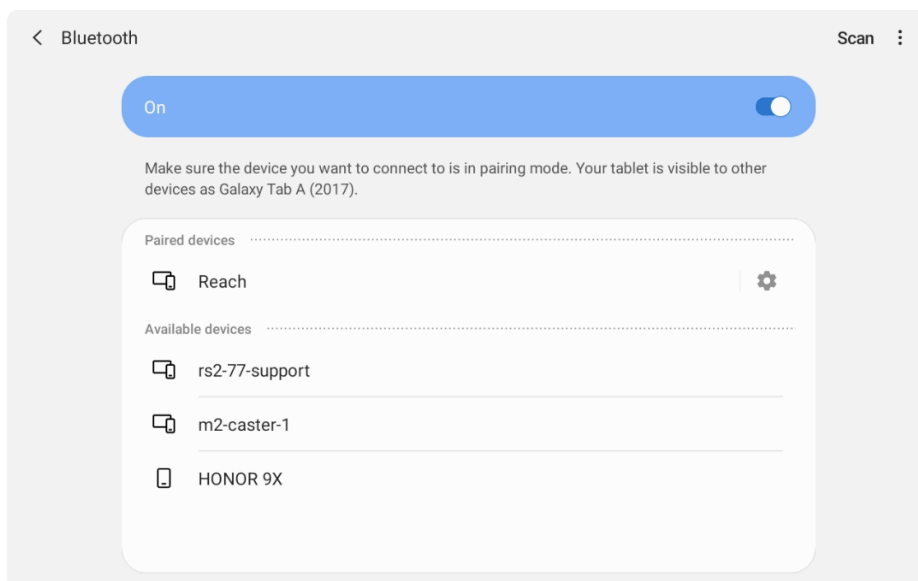 Bluetooth
Scan
On
Make sure the device you want to connect to is in pairing mode. Your tablet is visible to other
devices as Galaxy Tab A (2017).
Paired devices
Reach
Available devices
rs2-77-support
m2-caster-1
HONOR 9X